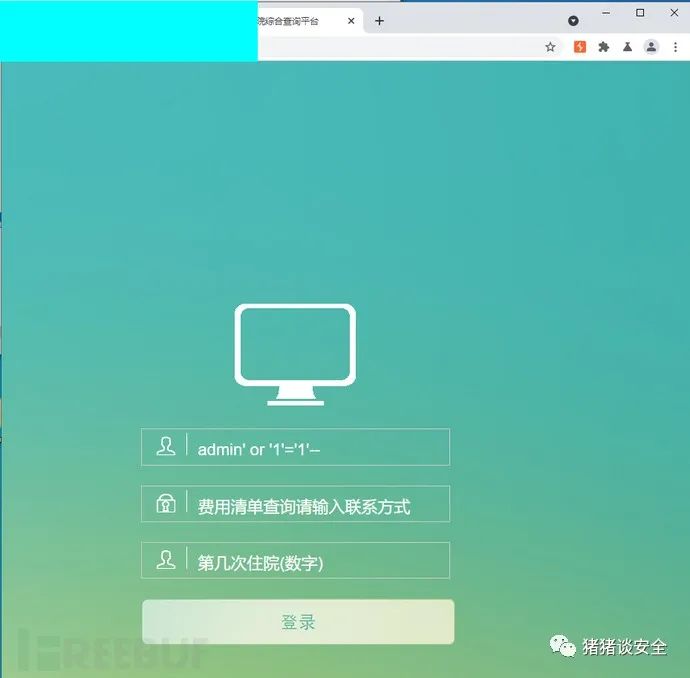 院综合查询平台
admin' or '1'='1'--
费用清单查询请输入联系方式
第几次住院(数字)
登录
FREEBUF
猪猪谈安全